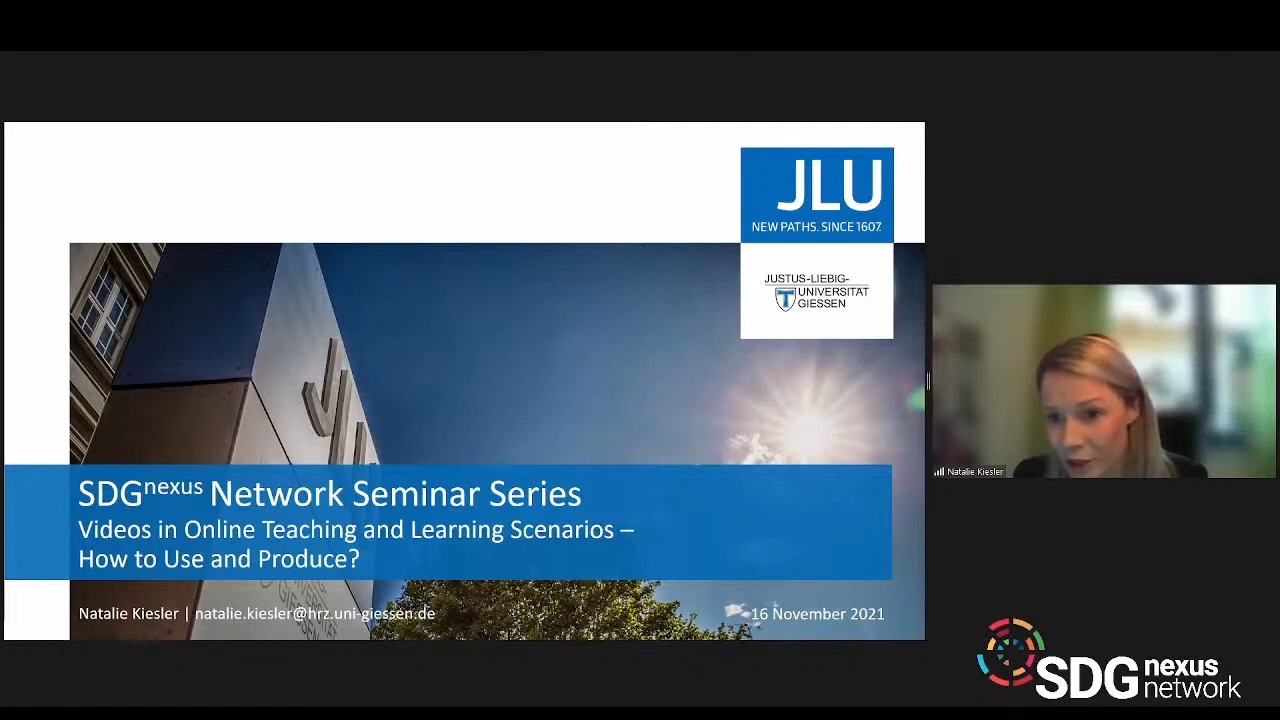 JLU
NEW PATHS. SINCE 1607.
JUSTUS-LIEBIG-
UNIVERSITÄT
GIESSEN
SDGnexus Network Seminar Series
Videos in Online Teaching and Learning Scenarios –
How to Use and Produce?
Natalie Kiesler | natalie.kiesler@hrz.uni-giessen.de
16 November 2021
Natalie Kiesler
SDG nexus
network